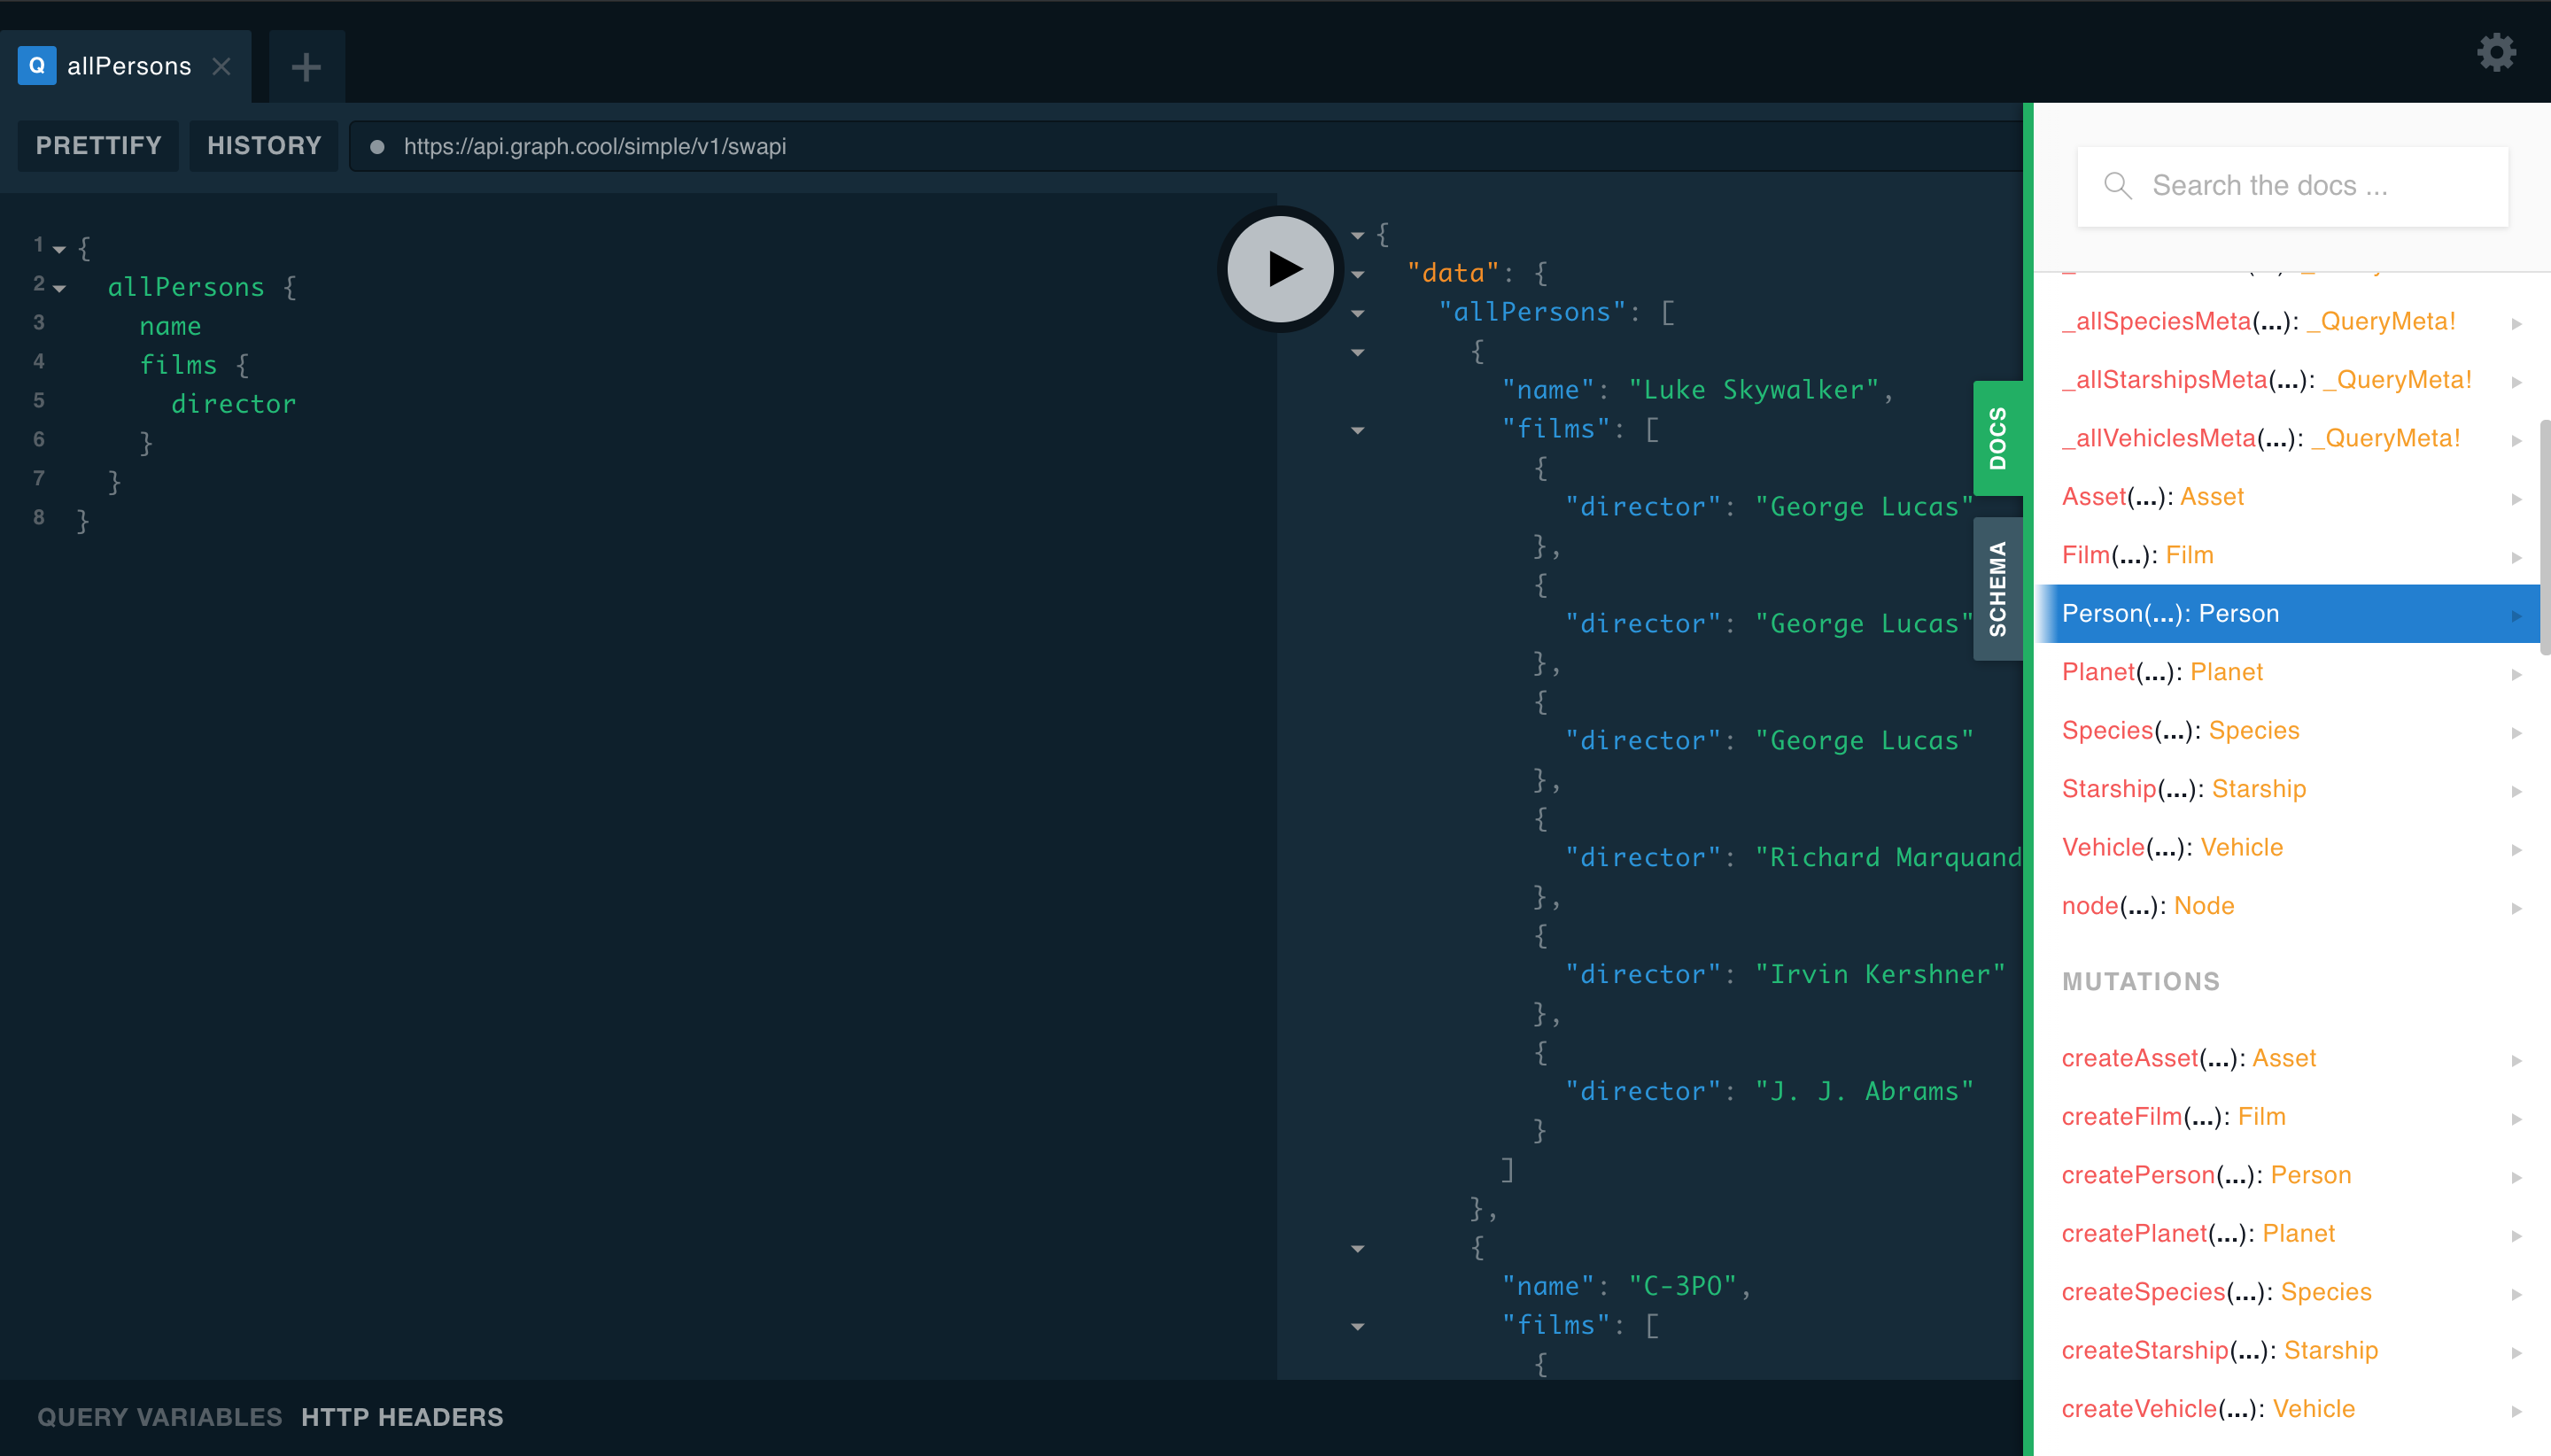 Q allPersons
PRETTIFY HISTORY https://api.graph.cool/simple/v1/swapi
1 {
2 allPersons {
3 name
4 films {
5 director
6 }
7 }
8 }
{
"data": {
"allPersons": [
{
"name": "Luke Skywalker",
"films": [
{
"director": "George Lucas"
},
{
"director": "George Lucas"
},
{
"director": "George Lucas"
},
{
"director": "Richard Marquand
},
{
"director": "Irvin Kershner"
},
{
"director": "J. J. Abrams"
}
]
},
{
"name": "C-3PO",
"films": [
{
DOCS
SCHEMA
Search the docs ...
_allSpeciesMeta(...): _QueryMeta!
_allStarshipsMeta(...): _QueryMeta!
_allVehiclesMeta(...): _QueryMeta!
Asset(...): Asset
Film(...): Film
Person(...): Person
Planet(...): Planet
Species(...): Species
Starship(...): Starship
Vehicle(...): Vehicle
node(...): Node
MUTATIONS
createAsset(...): Asset
createFilm(...): Film
createPerson(...): Person
createPlanet(...): Planet
createSpecies(...): Species
createStarship(...): Starship
createVehicle(...): Vehicle
QUERY VARIABLES HTTP HEADERS